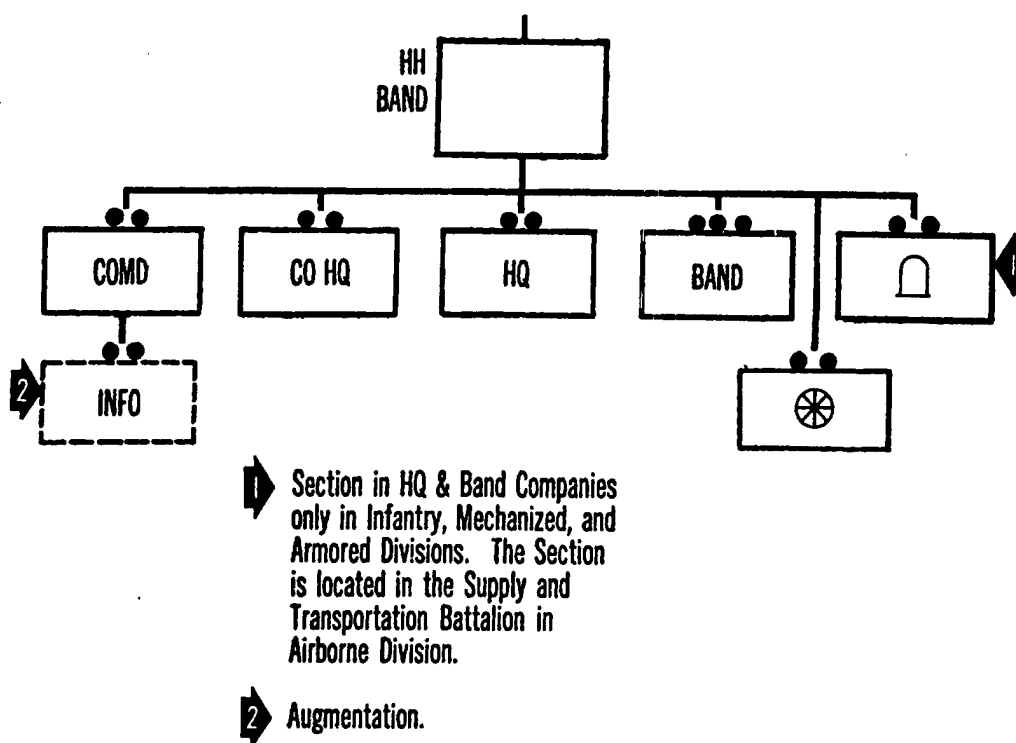 HH
BAND
COMD
CO HQ
HQ
BAND
1
2
INFO
1 Section in HQ & Band Companies
only in Infantry, Mechanized, and
Armored Divisions. The Section
is located in the Supply and
Transportation Battalion in
Airborne Division.
2 Augmentation.